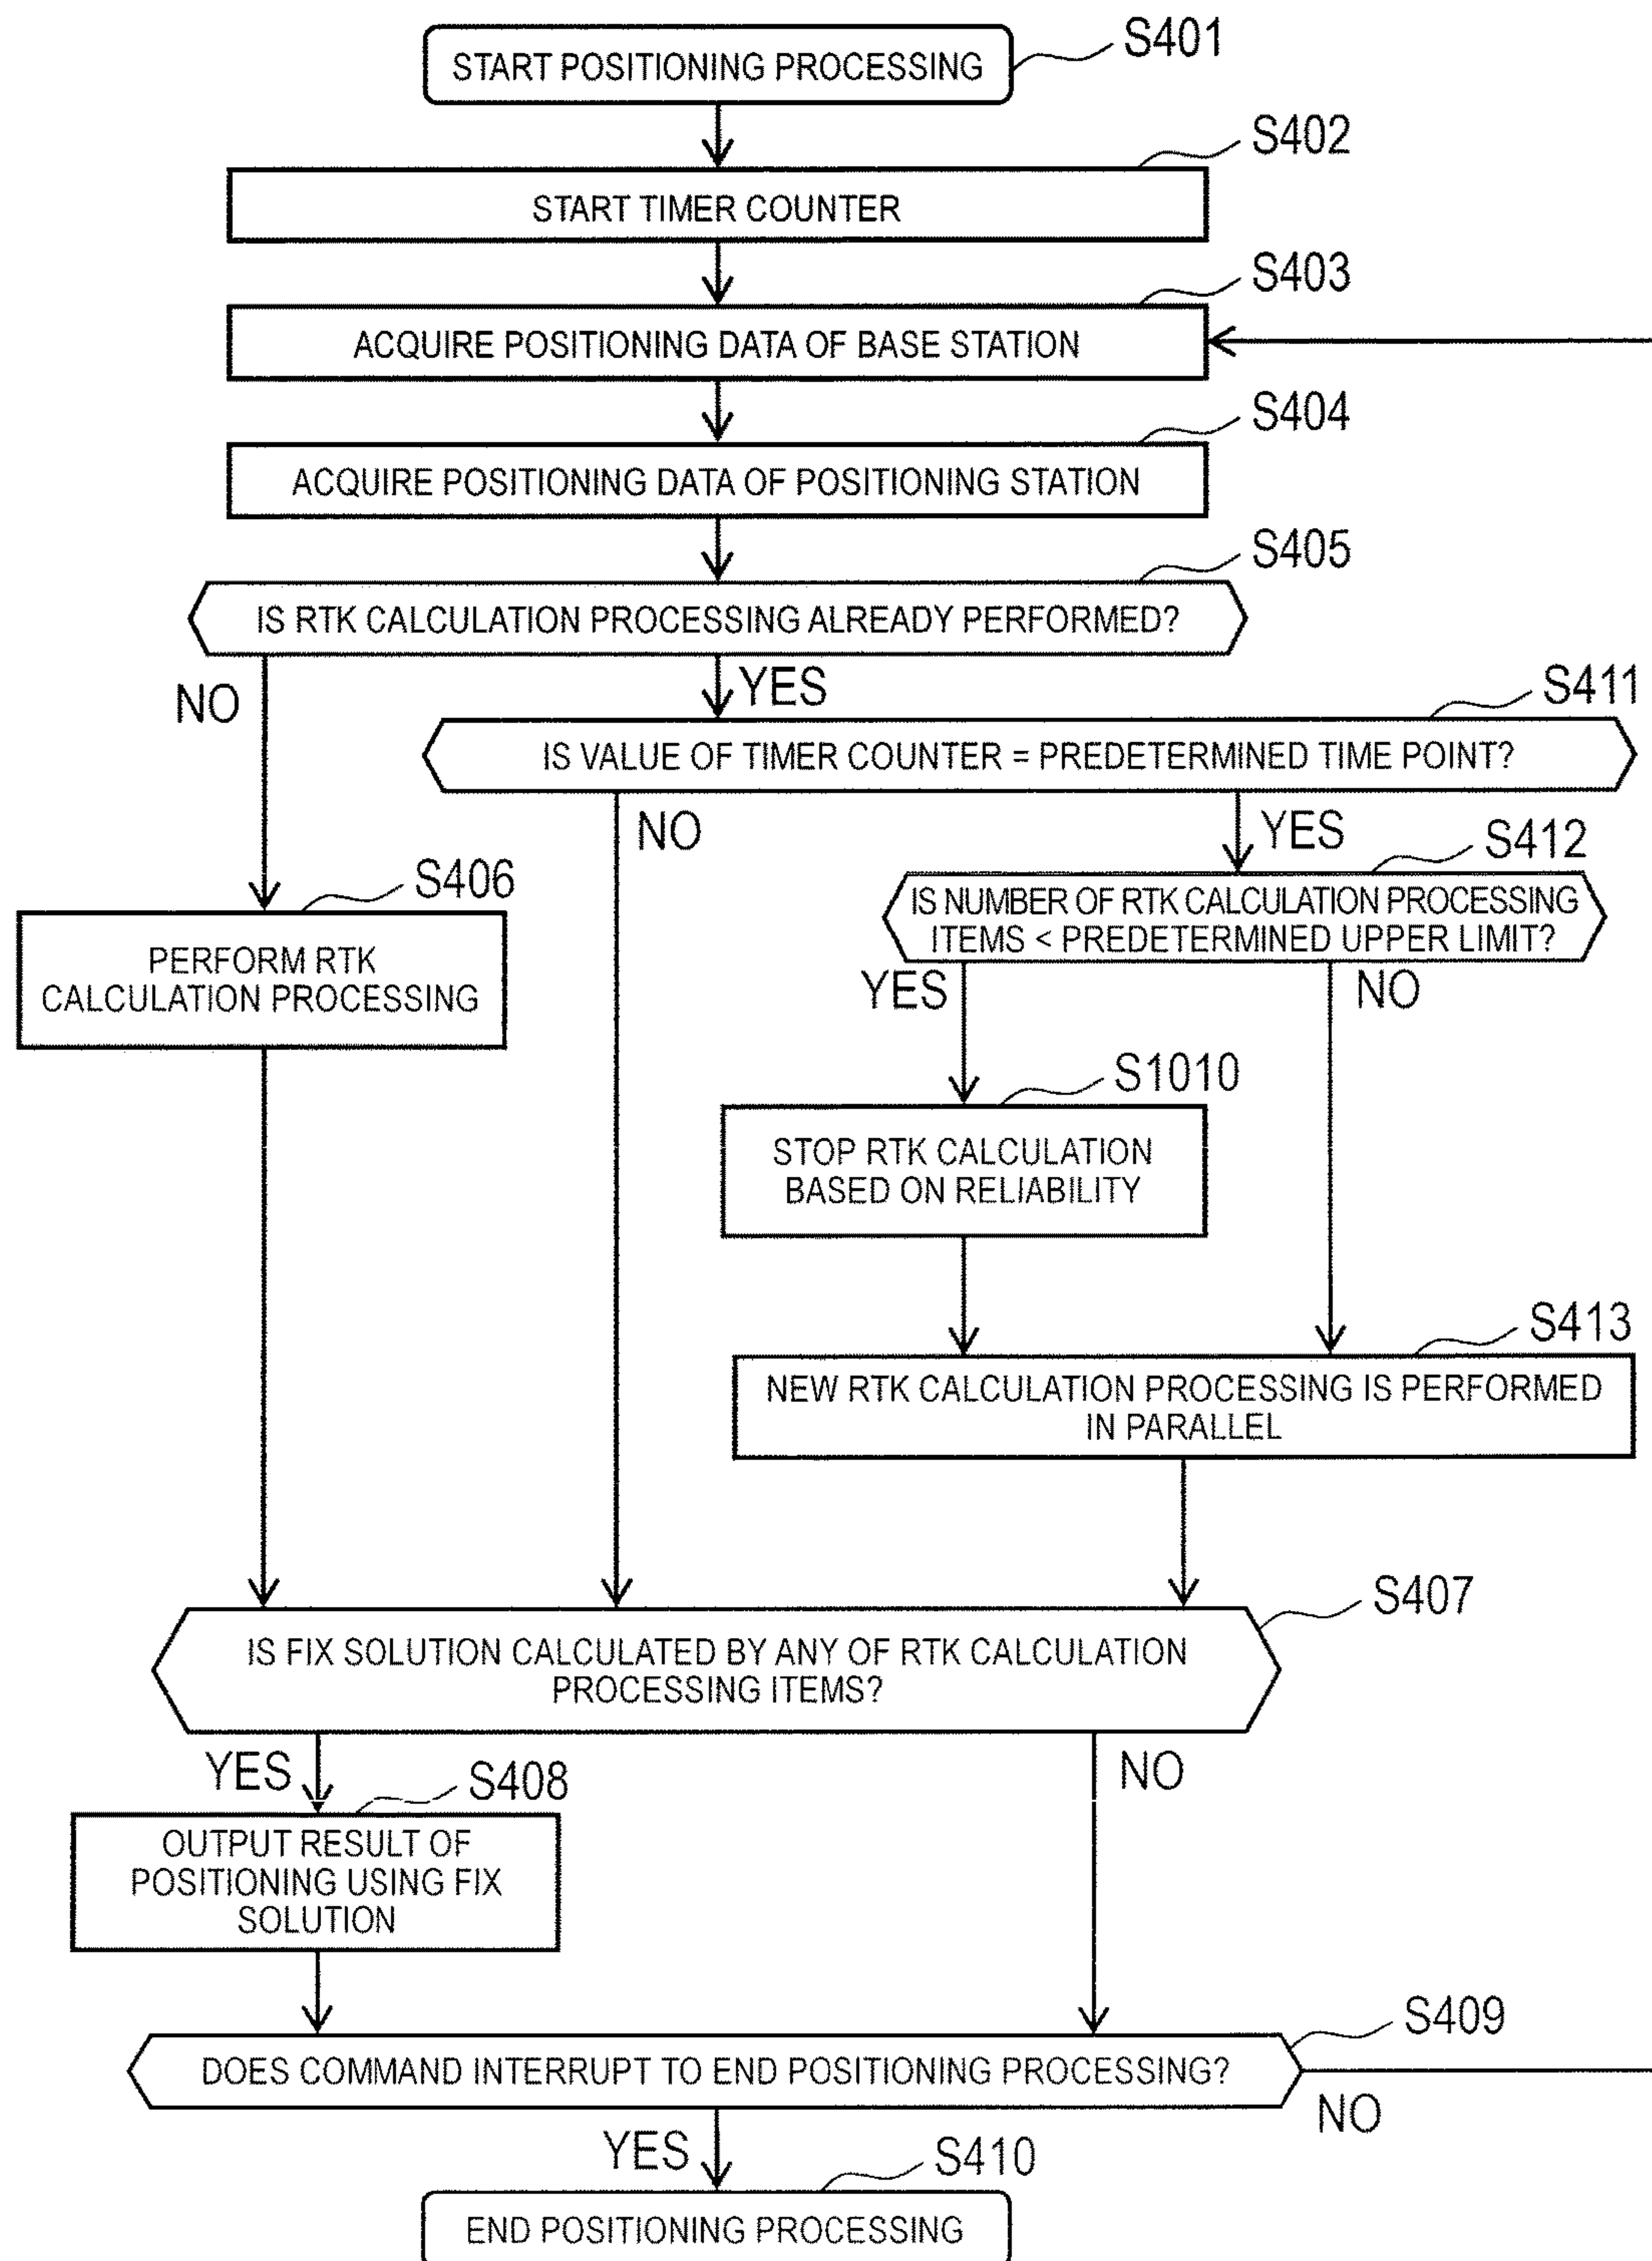 START POSITIONING PROCESSING
S401
S402
START TIMER COUNTER
S403
ACQUIRE POSITIONING DATA OF BASE STATION
S404
ACQUIRE POSITIONING DATA OF POSITIONING STATION
S405
IS RTK CALCULATION PROCESSING ALREADY PERFORMED?
NO
YES
S411
IS VALUE OF TIMER COUNTER = PREDETERMINED TIME POINT?
NO
YES
S412
IS NUMBER OF RTK CALCULATION PROCESSING
ITEMS < PREDETERMINED UPPER LIMIT?
S406
PERFORM RTK
CALCULATION PROCESSING
YES
NO
S1010
STOP RTK CALCULATION
BASED ON RELIABILITY
S413
NEW RTK CALCULATION PROCESSING IS PERFORMED
IN PARALLEL
S407
IS FIX SOLUTION CALCULATED BY ANY OF RTK CALCULATION
PROCESSING ITEMS?
YES
NO
S408
OUTPUT RESULT OF
POSITIONING USING FIX
SOLUTION
S409
DOES COMMAND INTERRUPT TO END POSITIONING PROCESSING?
NO
YES
S410
END POSITIONING PROCESSING